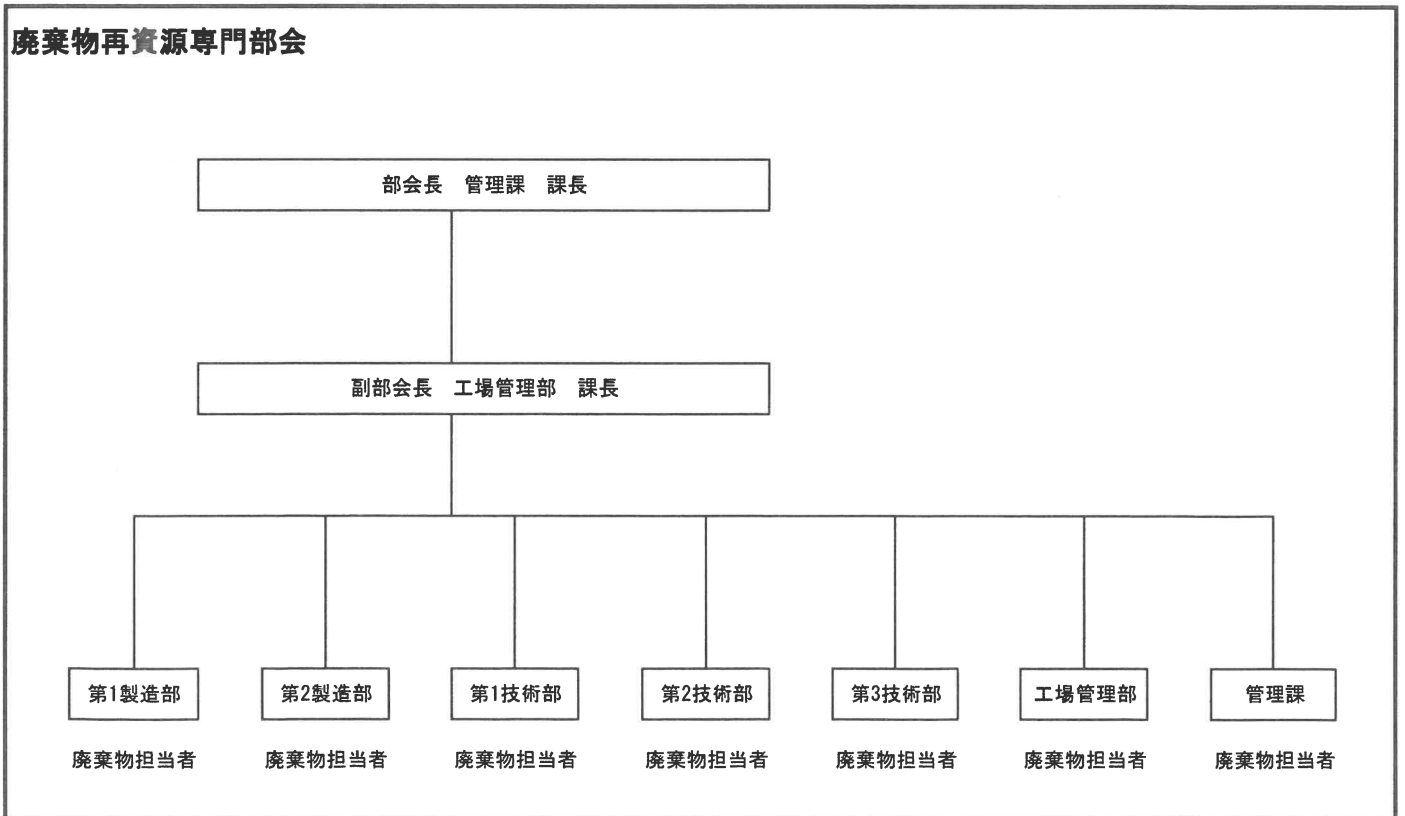 廃棄物再資源専門部会
部会長　管理課　課長
副部会長　工場管理部　課長
第1製造部　第2製造部　第1技術部　第2技術部　第3技術部　工場管理部　管理課
廃棄物担当者　廃棄物担当者　廃棄物担当者　廃棄物担当者　廃棄物担当者　廃棄物担当者　廃棄物担当者